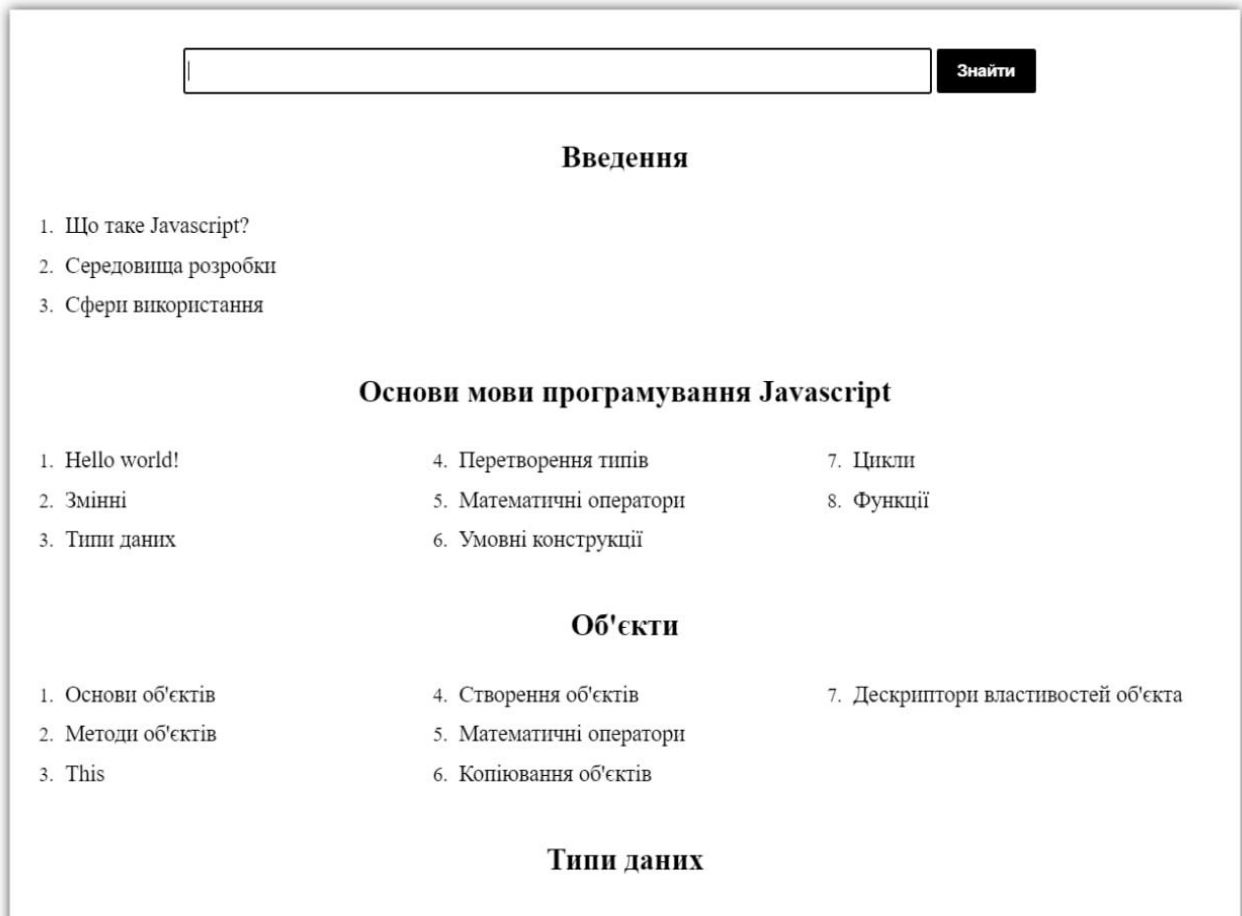 Знайти
Введення
1. Що таке Javascript?
2. Середовища розробки
3. Сфери використання
Основи мови програмування Javascript
1. Hello world!
2. Змінні
3. Типи даних
4. Перетворення типів
5. Математичні оператори
6. Умовні конструкції
7. Цикли
8. Функції
Об'єкти
1. Основи об'єктів
2. Методи об'єктів
3. This
4. Створення об'єктів
5. Математичні оператори
6. Копіювання об'єктів
7. Дескриптори властивостей об'єкта
Типи даних